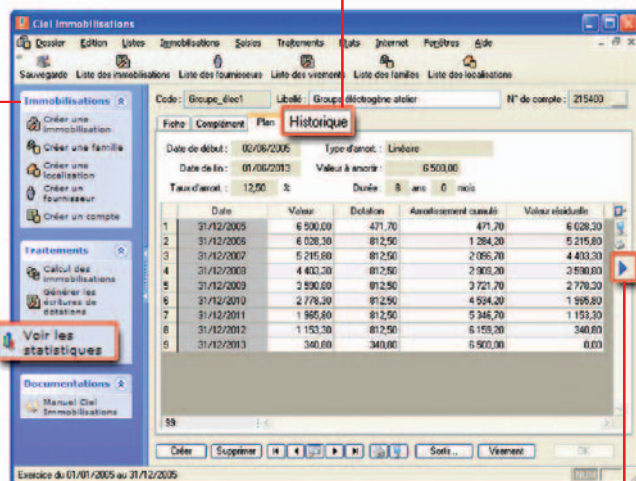 Ciel Immobilisations
Dossier Edition Listes Immobilisations Saisies Traitements Etats Internet Fenêtres Aide
Sauvegarde Liste des immobilisations Liste des fournisseurs Liste des virements Liste des familles Liste des localisations
Immobilisations
Créer une immobilisation
Créer une famille
Créer une localisation
Créer un fournisseur
Créer un compte
Traitements
Calcul des immobilisations
Générer les écritures de dotations
Voir les statistiques
Documentations
Manuel Ciel Immobilisations
Code : Groupe_élec1 Libellé : Groupe éléctrogène atelier N° de compte : 215400
Fiche Complément Plan Historique
Date de début : 02/06/2005 Type d'amort. : Linéaire
Date de fin : 01/06/2013 Valeur à amortir : 6 500,00
Taux d'amort. : 12,50 % Durée : 8 ans 0 mois
Date Valeur Dotation Amortissement cumulé Valeur résiduelle
1 31/12/2005 6 500,00 471,70 471,70 6 028,30
2 31/12/2006 6 028,30 812,50 1 284,20 5 215,80
3 31/12/2007 5 215,80 812,50 2 096,70 4 403,30
4 31/12/2008 4 403,30 812,50 2 909,20 3 590,80
5 31/12/2009 3 590,80 812,50 3 721,70 2 778,30
6 31/12/2010 2 778,30 812,50 4 534,20 1 965,80
7 31/12/2011 1 965,80 812,50 5 346,70 1 153,30
8 31/12/2012 1 153,30 812,50 6 159,20 340,80
9 31/12/2013 340,80 340,80 6 500,00 0,00
99
Créer Supprimer Sortir... Virement OK
Exercice du 01/01/2005 au 31/12/2005 NUM